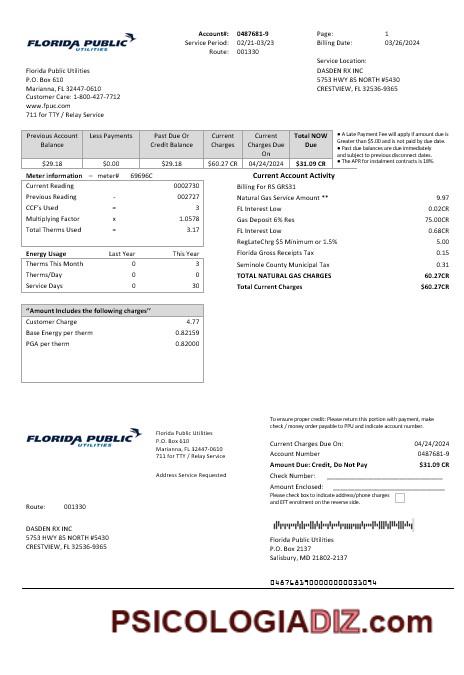 FLORIDA PUBLIC
UTILITIES
Account#: 0487681-9
Service Period: 02/21-03/23
Route: 001330
Page: 1
Billing Date: 03/26/2024
Service Location:
DASDEN RX INC
5753 HWY 85 NORTH #5430
CRESTVIEW, FL 32536-9365
Florida Public Utilities
P.O. Box 610
Marianna, FL 32447-0610
Customer Care: 1-800-427-7712
www.fpuc.com
711 for TTY / Relay Service
Previous Account Balance Less Payments Past Due Or Credit Balance Current Charges Current Charges Due On Total NOW Due
$29.18 $0.00 $29.18 $60.27 CR 04/24/2024 $31.09 CR
● A Late Payment Fee will apply if amount due is
Greater than $5.00 and is not paid by due date.
● Past due balances are due immediately
and subject to previous disconnect dates.
● The APR for instalment contracts is 18%.
Meter information – meter# 69696C
Current Reading 0002730
Previous - 002727
CCF's Used = 3
Multiplying Factor x 1.0578
Total Therms Used = 3.17
Energy Usage Last Year This Year
Therms This Month 0 3
Therms/Day 0 0
Service Days 0 30
"Amount Includes the following charges"
Customer Charge 4.77
Base Energy per therm 0.82159
PGA per therm 0.82000
Current Account Activity
Billing For RS GRS31
Natural Gas Service Amount ** 9.97
FL Interest Low 0.02CR
Gas Deposit 6% Res 75.00CR
FL Interest Low 0.68CR
RegLateChrg $5 Minimum or 1.5% 5.00
Florida Gross Receipts Tax 0.15
Seminole County Municipal Tax 0.31
TOTAL NATURAL GAS CHARGES 60.27CR
Total Current Charges $60.27CR
FLORIDA PUBLIC
UTILITIES
Florida Public Utilities
P.O. Box 610
Marianna, FL 32447-0610
711 for TTY / Relay Service
Address Service Requested
Route: 001330
DASDEN RX INC
5753 HWY 85 NORTH #5430
CRESTVIEW, FL 32536-9365
To ensure proper credit: Please return this portion with payment, make
check / money order payable to PPU and indicate account number.
Current Charges Due On: 04/24/2024
Account Number 0487681-9
Amount Due: Credit, Do Not Pay $31.09 CR
Check Number:
Amount Enclosed:
Please check box to indicate address/phone charges
and EFT enrolment on the reverse side.
Florida Public Utilities
P.O. Box 2137
Salisbury, MD 21802-2137
PSICOLOGIADIZ.com